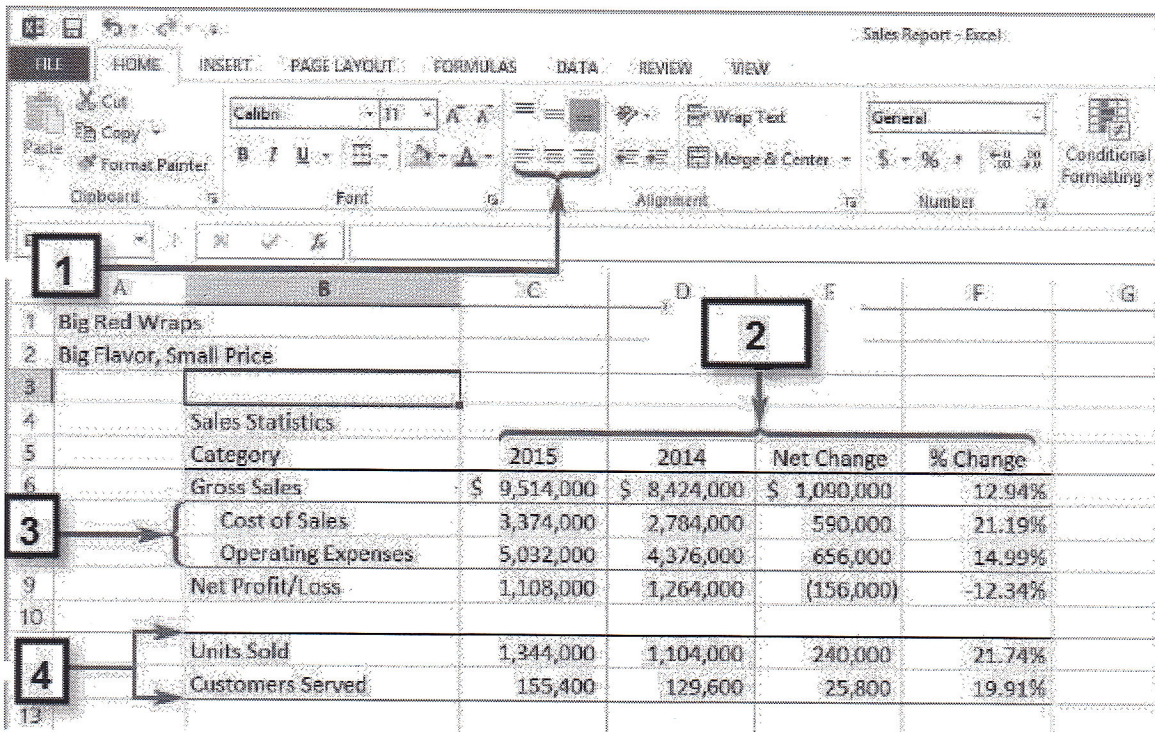 Sales Report - Excel
FILE HOME INSERT PAGE LAYOUT FORMULAS DATA REVIEW VIEW
Cut
Copy
Paste
Format Painter
Clipboard
Calibri 11 A A
B I U A
Font
Wrap Text
Merge & Center
Alignment
General
$ %
Number
Conditional
Formatting
1
A B C D E F G
2
1 Big Red Wraps
2 Big Flavor, Small Price
3
4 Sales Statistics
5 Category 2015 2014 Net Change % Change
6 Gross Sales $ 9,514,000 $ 8,424,000 $ 1,090,000 12.94%
3
Cost of Sales 3,374,000 2,784,000 590,000 21.19%
Operating Expenses 5,032,000 4,376,000 656,000 14.99%
9 Net Profit/Loss 1,108,000 1,264,000 (156,000) -12.34%
10
4
Units Sold 1,344,000 1,104,000 240,000 21.74%
Customers Served 155,400 129,600 25,800 19.91%
13